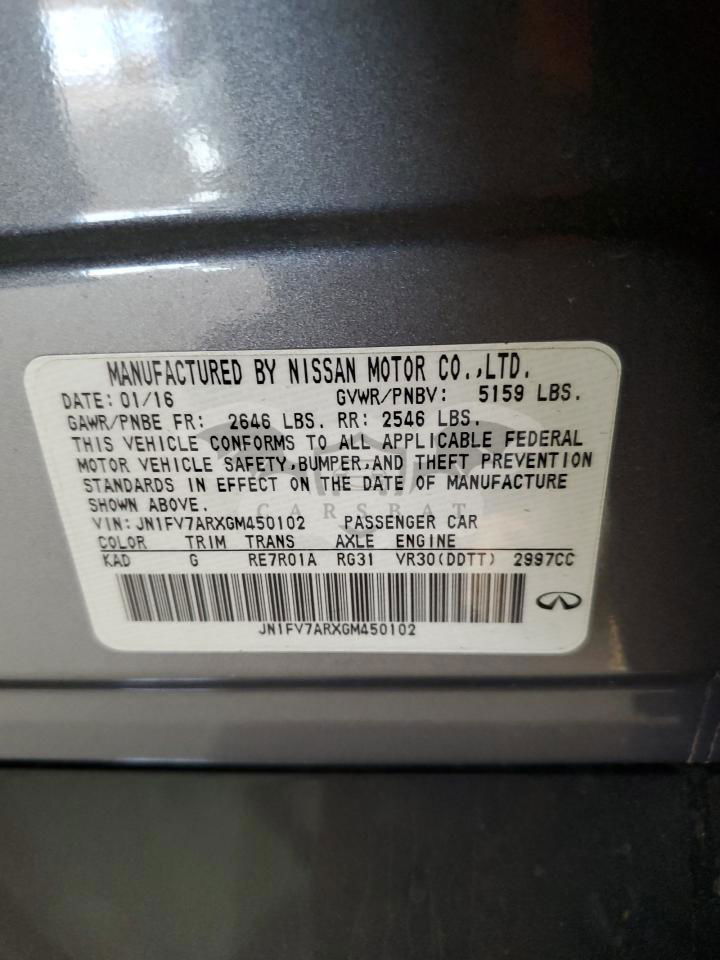 MANUFACTURED BY NISSAN MOTOR CO.,LTD.
DATE: 01/16 GVWR/PNBV: 5159 LBS.
GAWR/PNBE FR: 2646 LBS. RR: 2546 LBS.
THIS VEHICLE CONFORMS TO ALL APPLICABLE FEDERAL
MOTOR VEHICLE SAFETY,BUMPER,AND THEFT PREVENTION
STANDARDS IN EFFECT ON THE DATE OF MANUFACTURE
SHOWN ABOVE.
CARSBAT
VIN: JN1FV7ARXGM450102 PASSENGER CAR
COLOR TRIM TRANS AXLE ENGINE
KAD G RE7R01A RG31 VR30(DDTT) 2997CC
JN1FV7ARXGM450102